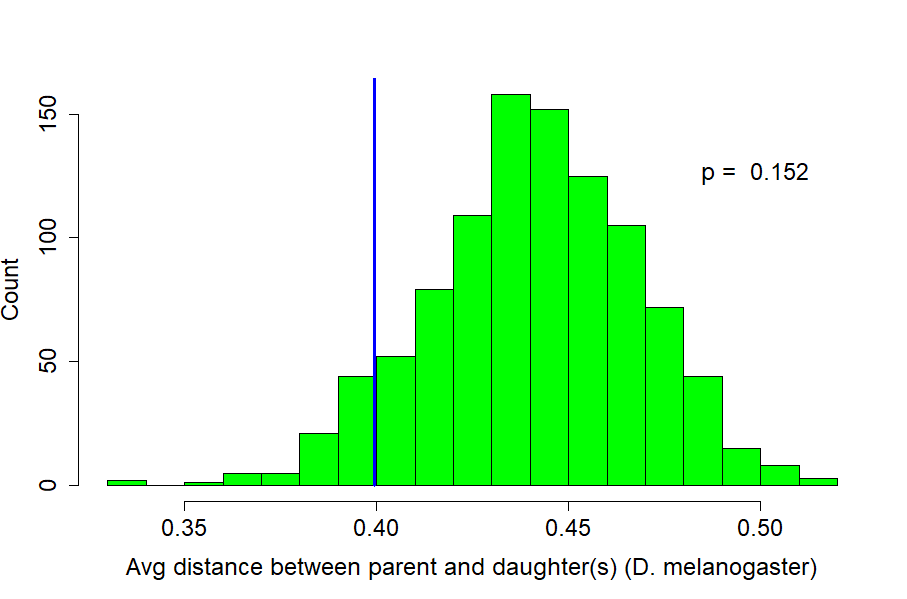 150
100
50
0
Count
p =  0.152
0.35 0.40 0.45 0.50
Avg distance between parent and daughter(s) (D. melanogaster)